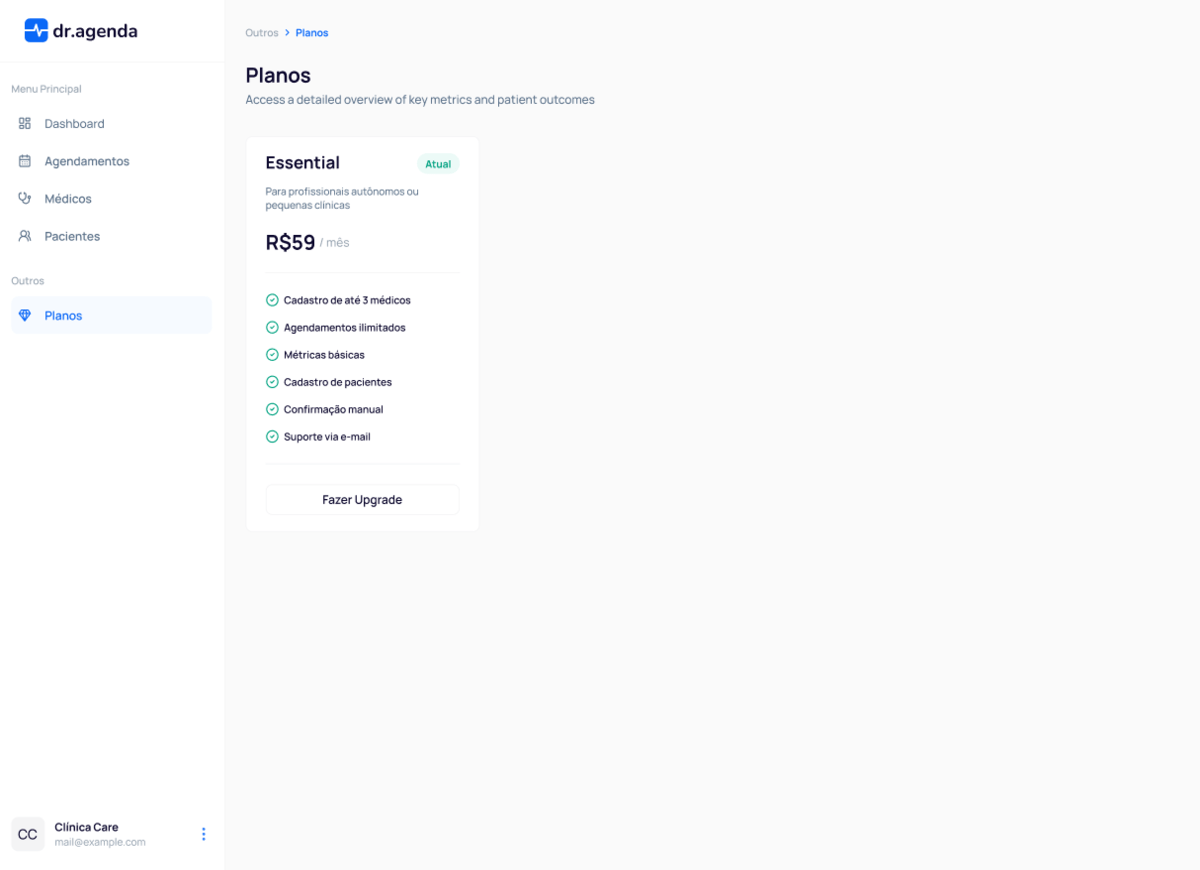 dr.agenda
Menu Principal
Dashboard
Agendamentos
Médicos
Pacientes
Outros
Planos
CC
Clínica Care
mail@example.com
Outros > Planos
Planos
Access a detailed overview of key metrics and patient outcomes
Essential
Atual
Para profissionais autônomos ou
pequenas clínicas
R$59 / mês
Cadastro de até 3 médicos
Agendamentos ilimitados
Métricas básicas
Cadastro de pacientes
Confirmação manual
Suporte via e-mail
Fazer Upgrade